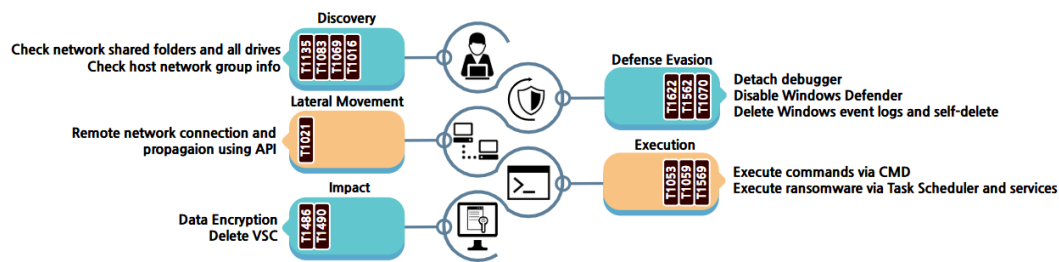 Discovery
Check network shared folders and all drives
Check host network group info
T1135
T1083
T1069
T1016
Defense Evasion
T1622
T1562
T1070
Detach debugger
Disable Windows Defender
Delete Windows event logs and self-delete
Lateral Movement
Remote network connection and
propagaion using API
T1021
Execution
T1053
T1059
T1569
Execute commands via CMD
Execute ransomware via Task Scheduler and services
Impact
Data Encryption
Delete VSC
T1486
T1490